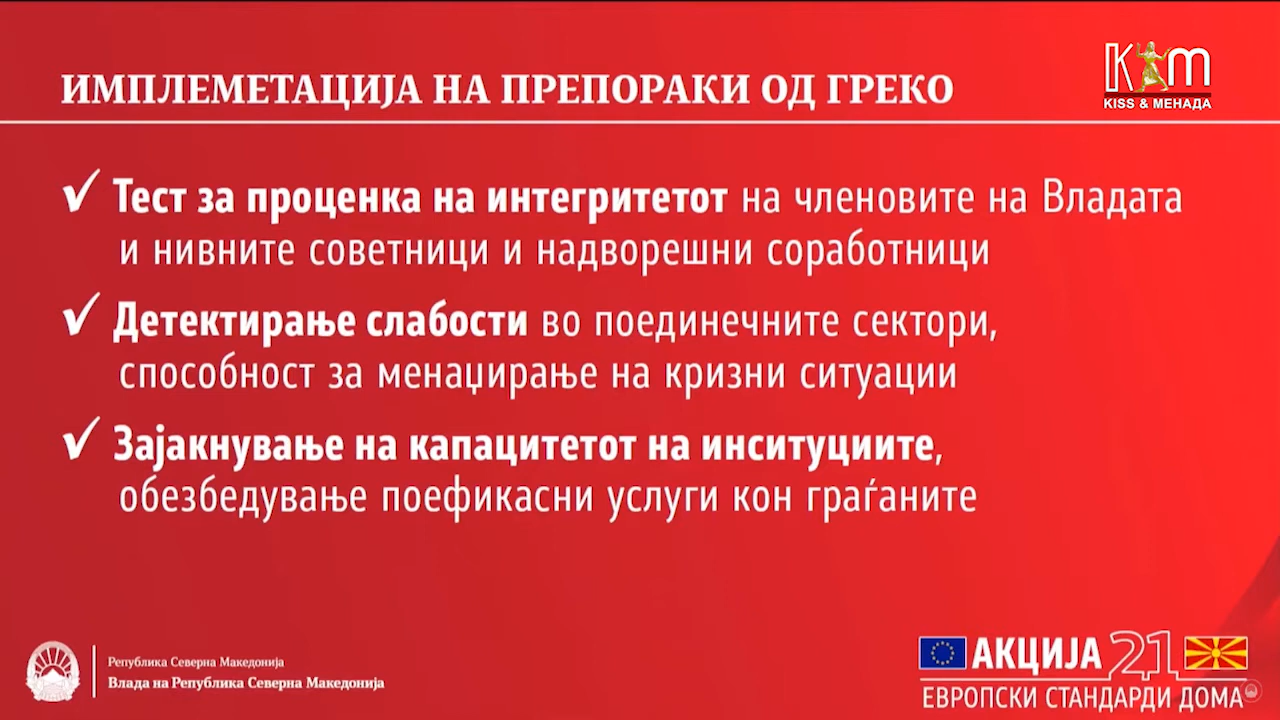 ИМПЛЕМЕТАЦИЈА НА ПРЕПОРАКИ ОД ГРЕКО
KM
KISS & МЕНАДА
✓ Тест за проценка на интегритетот на членовите на Владата
и нивните советници и надворешни соработници
✓ Детектирање слабости во поединечните сектори,
способност за менаџирање на кризни ситуации
✓ Зајакнување на капацитетот на инситуциите,
обезбедување поефикасни услуги кон граѓаните
Република Северна Македонија
Влада на Република Северна Македонија
АКЦИЈА 21
ЕВРОПСКИ СТАНДАРДИ ДОМА